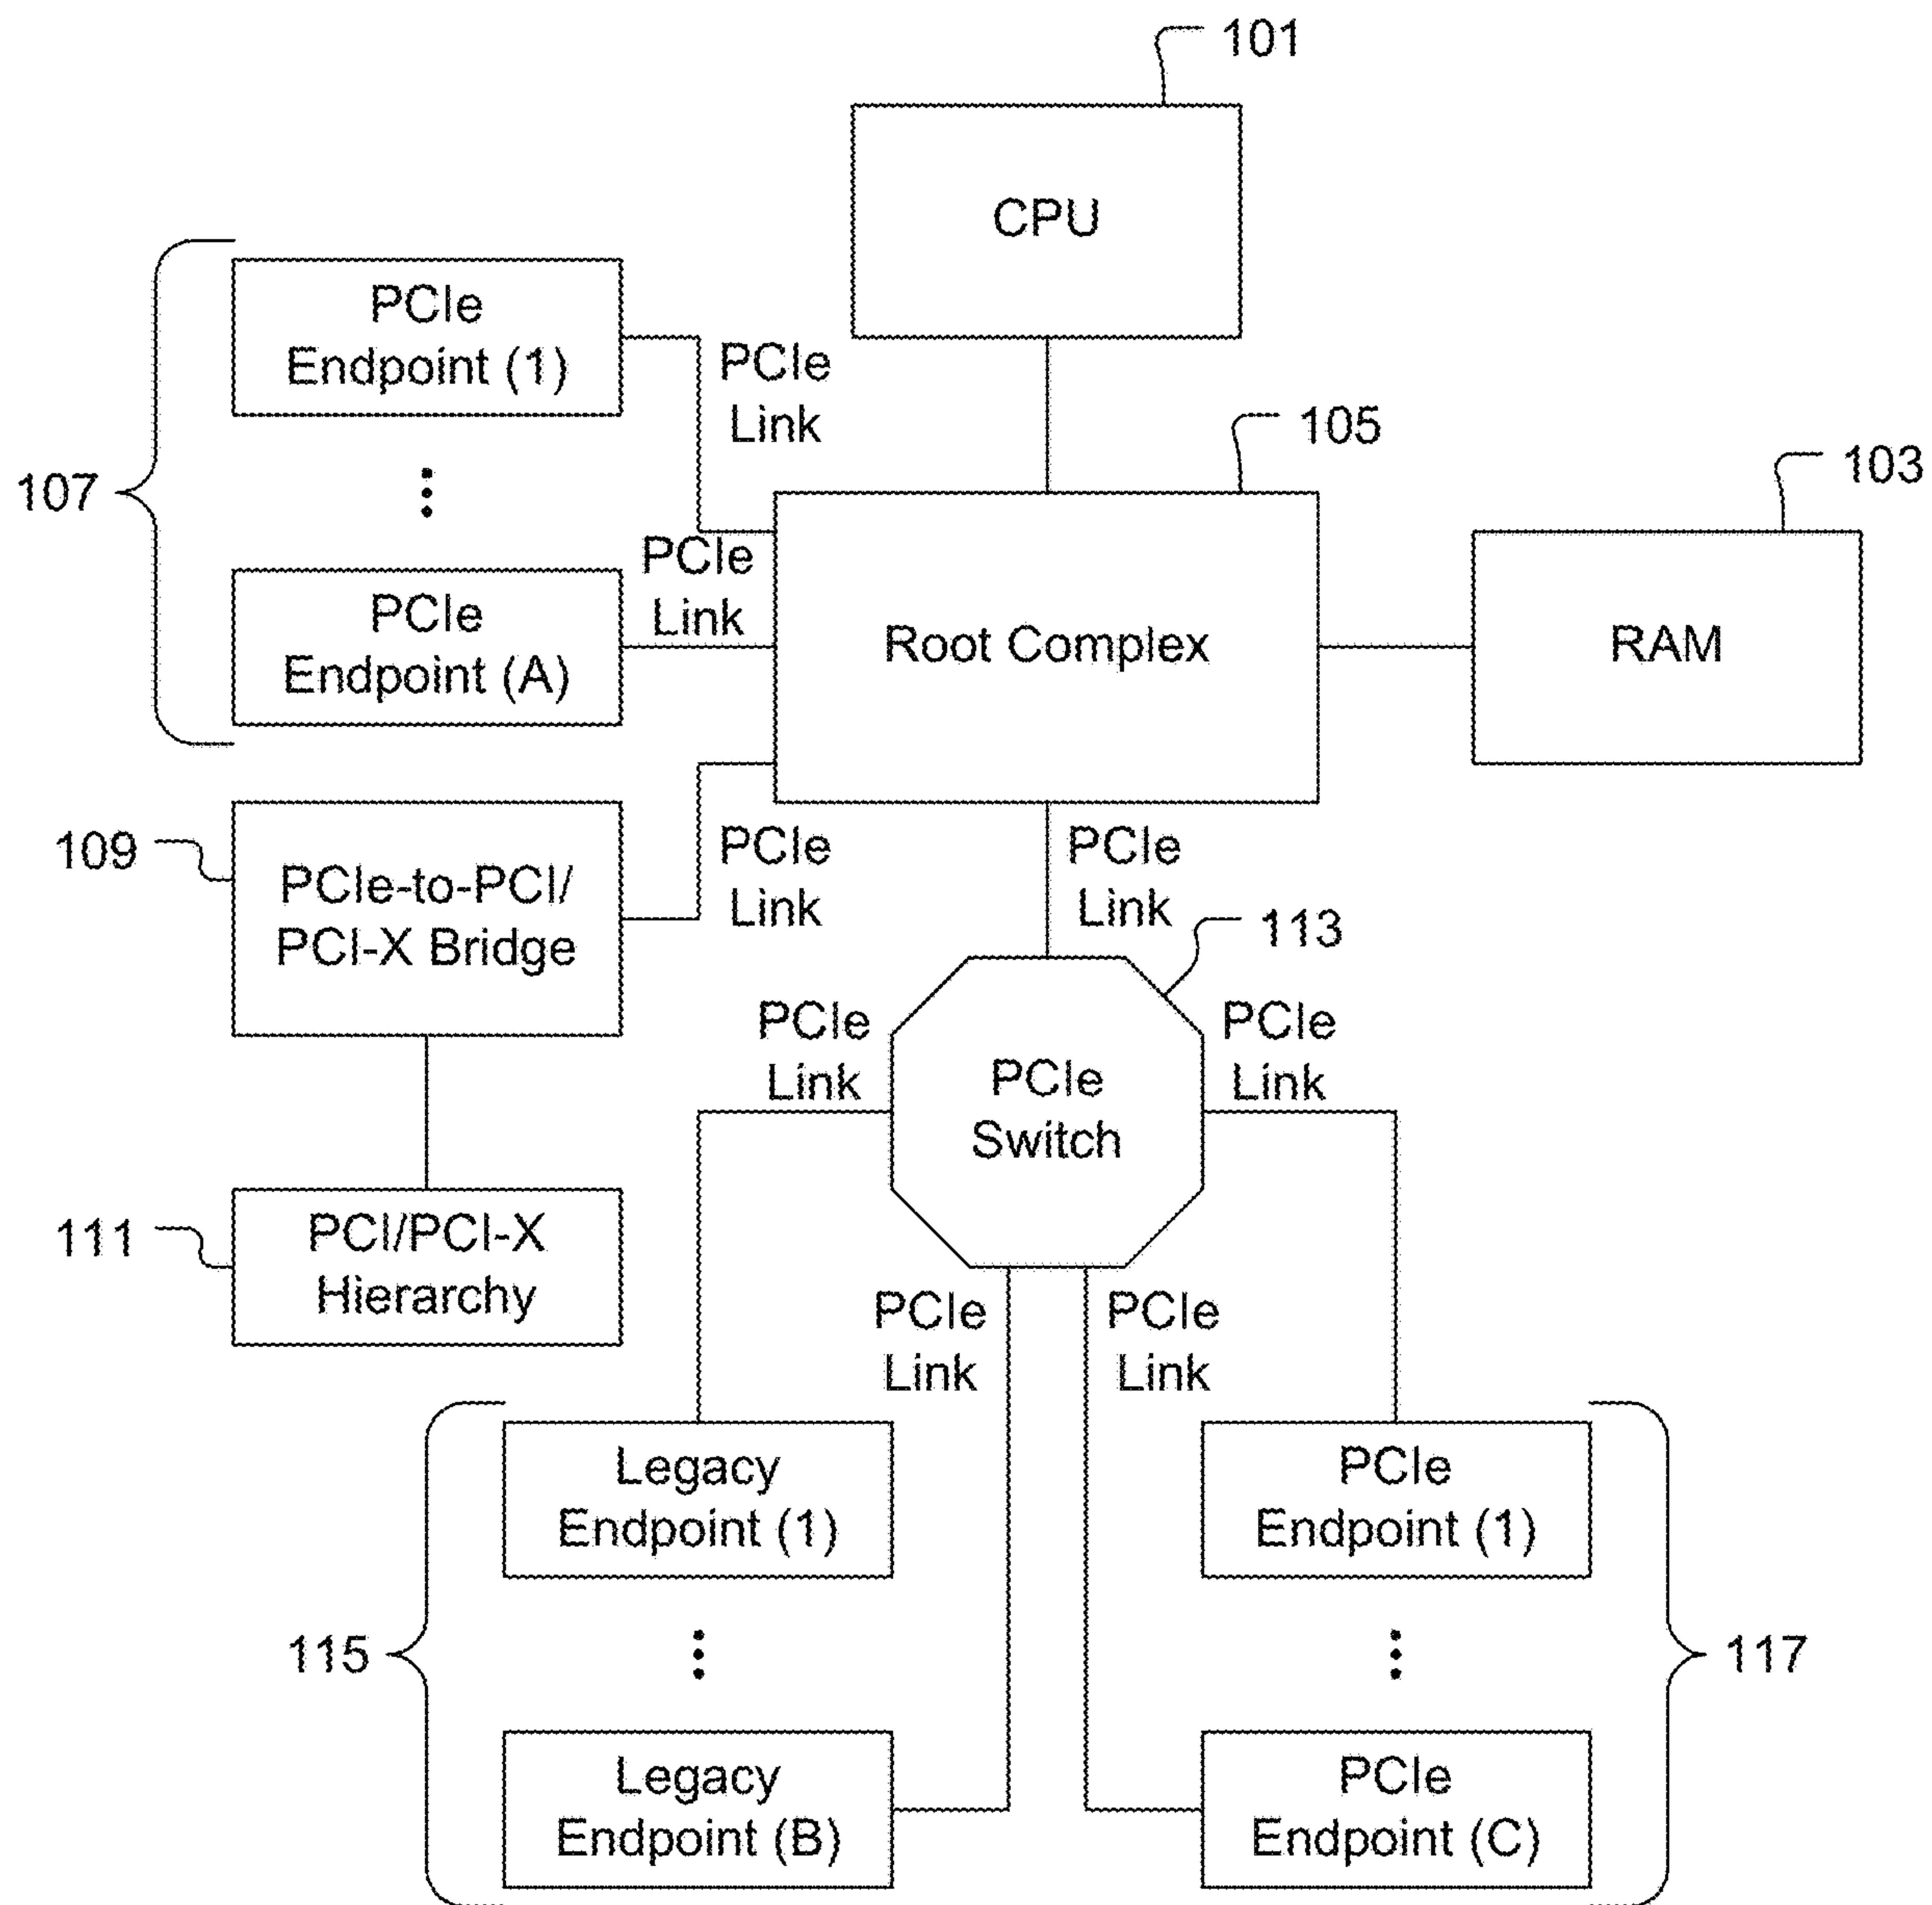 101
CPU
PCIe
Endpoint (1)
PCIe
Link
105
103
107
PCIe
Link
PCIe
Endpoint (A)
Root Complex
RAM
109
PCIe-to-PCI/
PCI-X Bridge
PCIe
Link
PCIe
Link
113
PCIe
Link
PCIe
Link
PCIe
Switch
111
PCI/PCI-X
Hierarchy
PCIe
Link
PCIe
Link
Legacy
Endpoint (1)
PCIe
Endpoint (1)
115
117
Legacy
Endpoint (B)
PCIe
Endpoint (C)